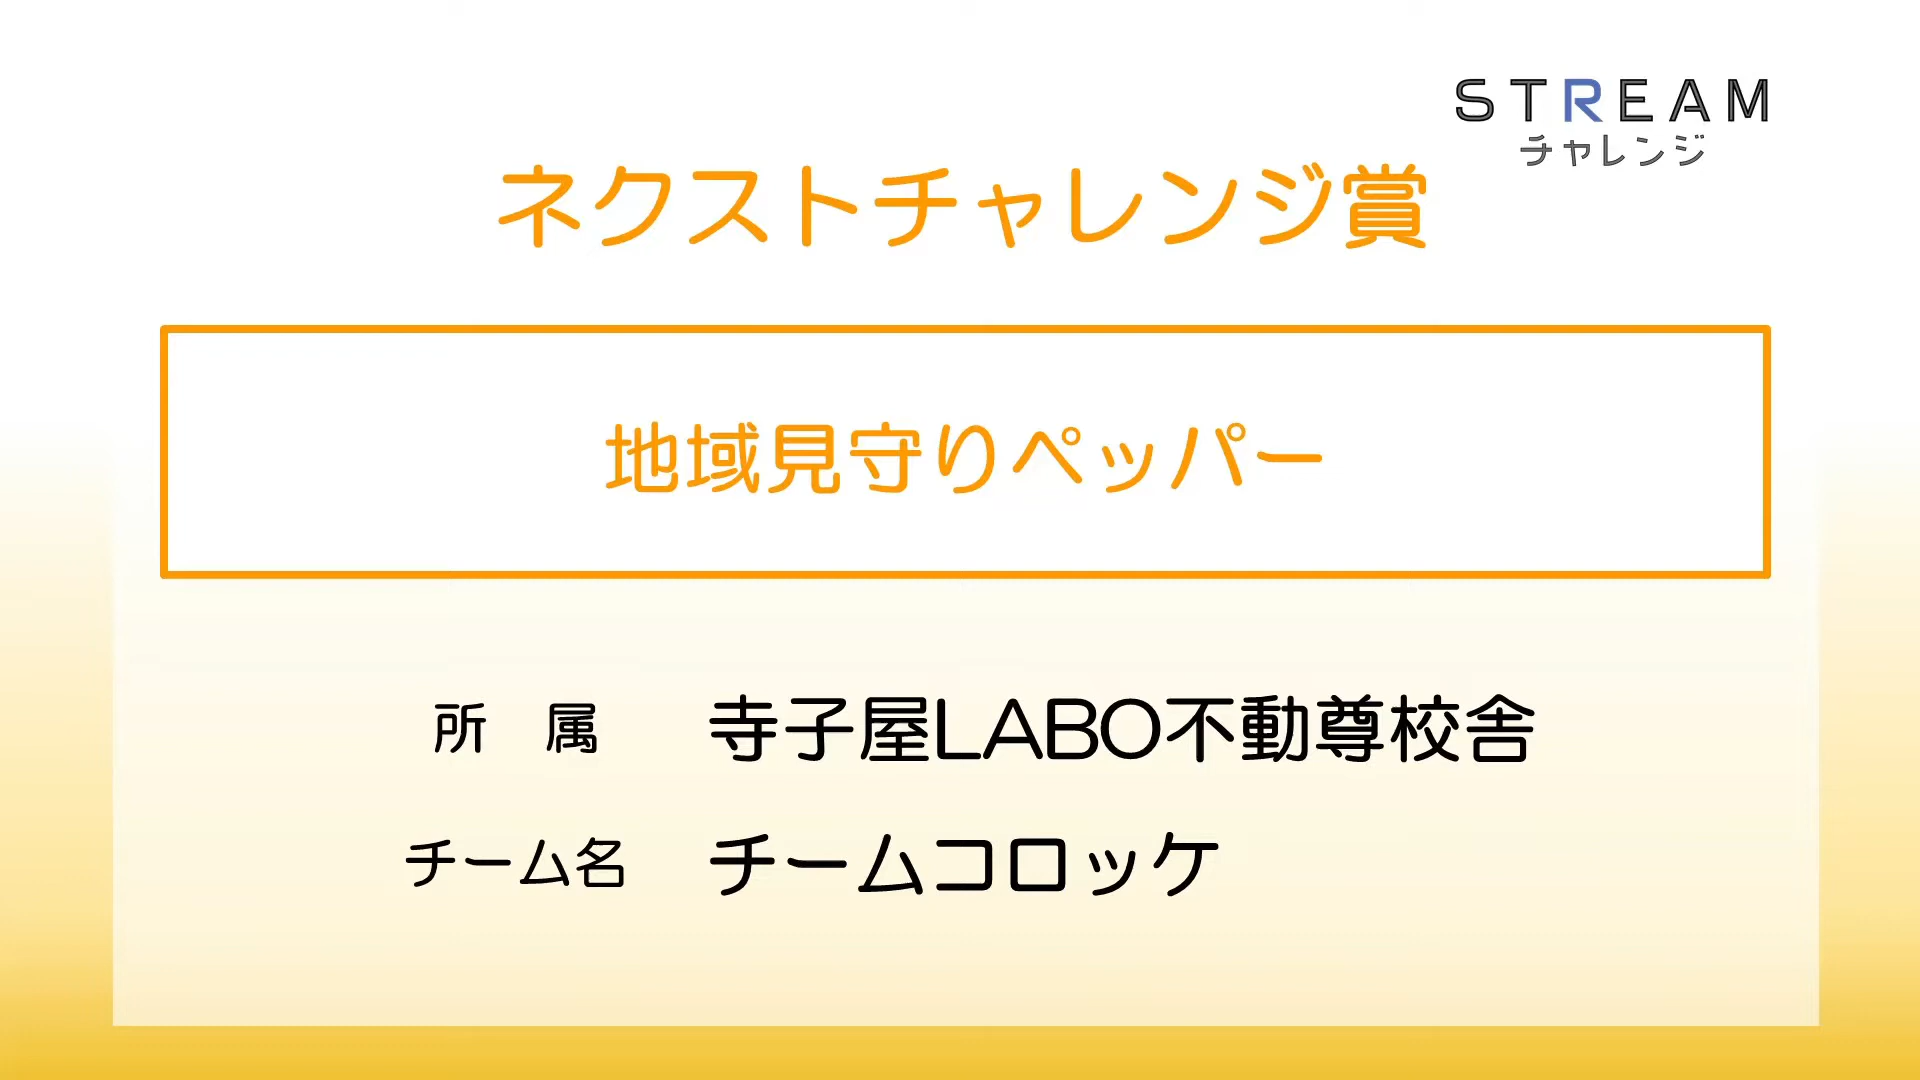 STREAM
チャレンジ
ネクストチャレンジ賞
地域見守りペッパー
所　属　寺子屋LABO不動尊校舎
チーム名　チームコロッケ